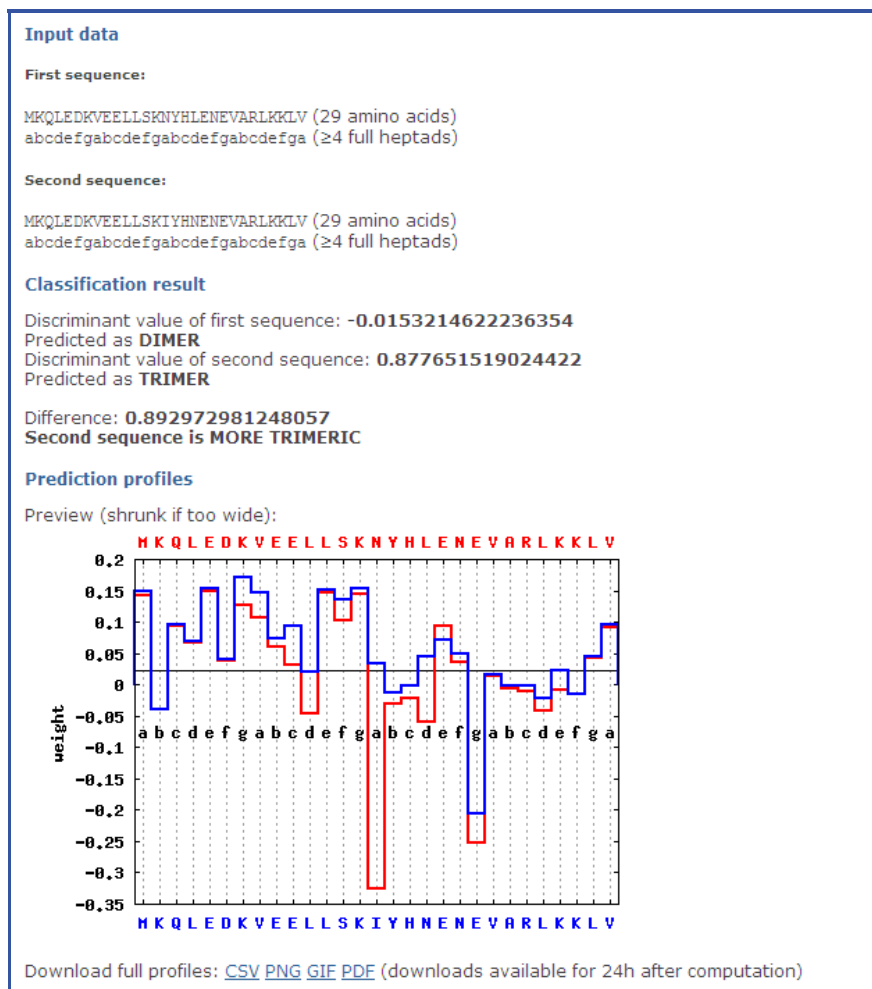 Input data
First sequence:
MKQLEDKVEELLSKNYHLENEVARLKKLV (29 amino acids)
abcdefgabcdefgabcdefgabcdefga (≥4 full heptads)
Second sequence:
MKQLEDKVEELLSKIYHNENEVARLKKLV (29 amino acids)
abcdefgabcdefgabcdefgabcdefga (≥4 full heptads)
Classification result
Discriminant value of first sequence: -0.0153214622236354
Predicted as DIMER
Discriminant value of second sequence: 0.877651519024422
Predicted as TRIMER
Difference: 0.892972981248057
Second sequence is MORE TRIMERIC
Prediction profiles
Preview (shrunk if too wide):
M K Q L E D K V E E L L S K N Y H L E N E V A R L K K L V
0.2
0.15
0.1
0.05
0
-0.05
weight
a b c d e f g a b c d e f g a b c d e f g a b c d e f g a
-0.1
-0.15
-0.2
-0.25
-0.3
-0.35
M K Q L E D K V E E L L S K I Y H N E N E V A R L K K L V
Download full profiles: CSV PNG GIF PDF (downloads available for 24h after computation)